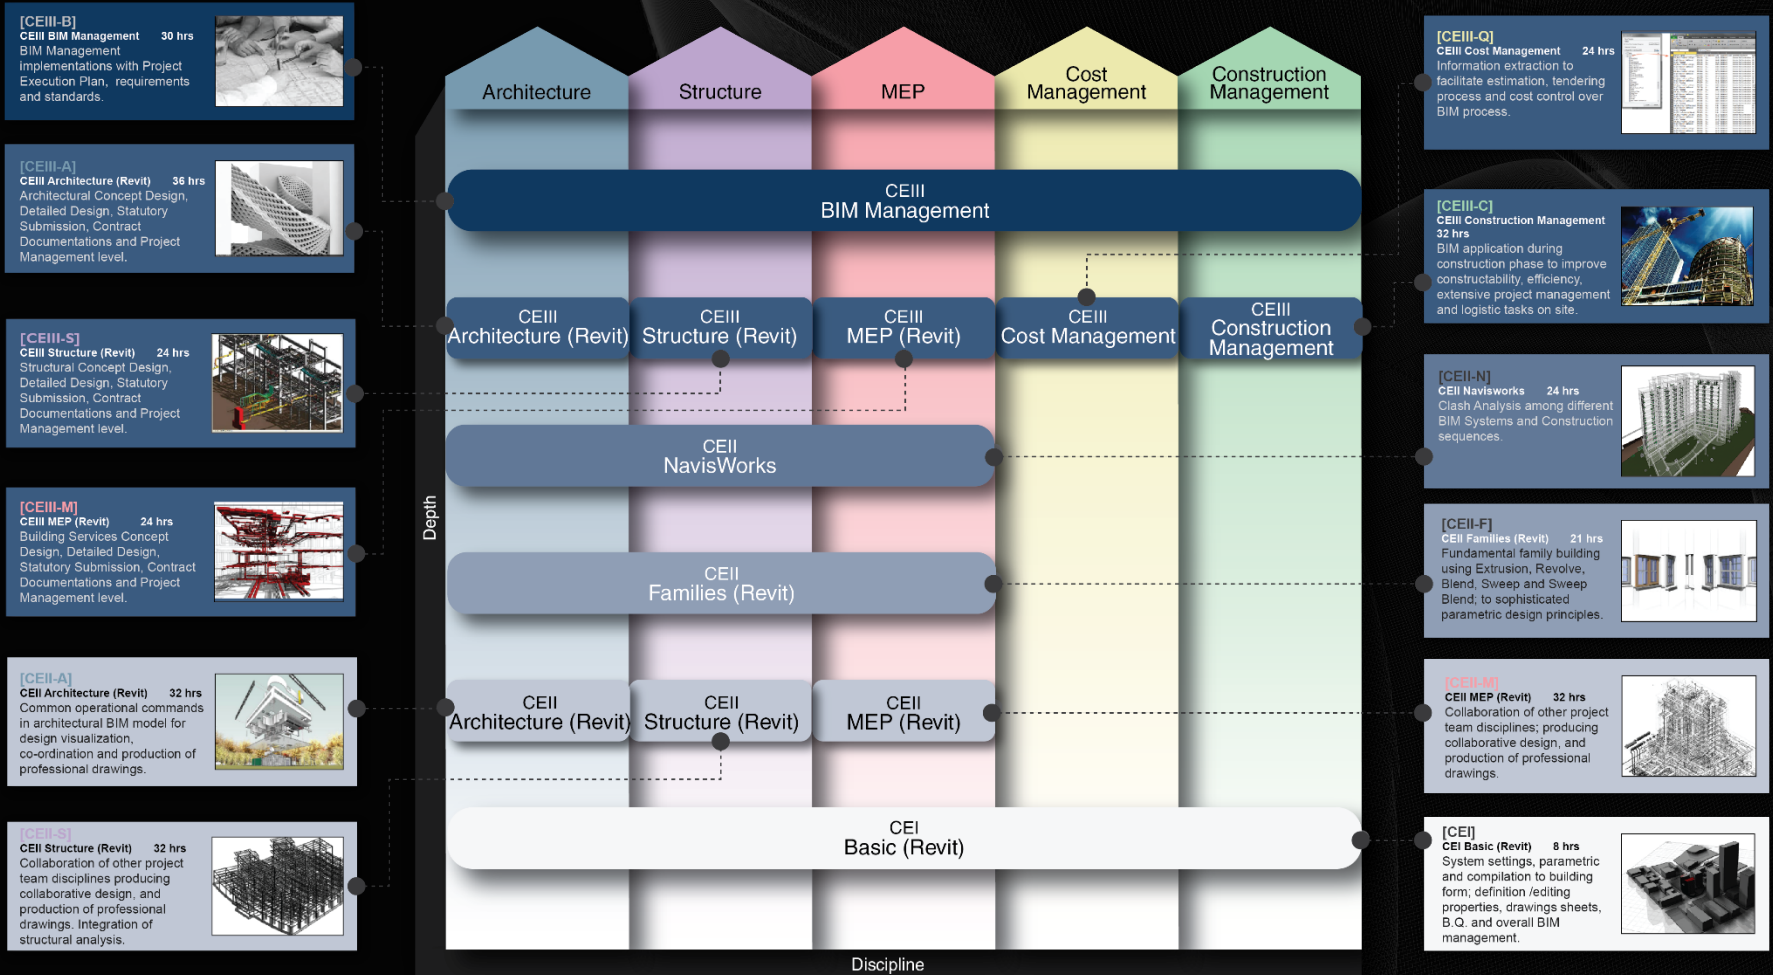 [CEIII-B]
CEIII BIM Management 30 hrs
BIM Management
implementations with Project
Execution Plan, requirements
and standards.
[CEIII-A]
CEIII Architecture (Revit) 36 hrs
Architectural Concept Design,
Detailed Design, Statutory
Submission, Contract
Documentations and Project
Management level.
[CEIII-S]
CEIII Structure (Revit) 24 hrs
Structural Concept Design,
Detailed Design, Statutory
Submission, Contract
Documentations and Project
Management level.
[CEIII-M]
CEIII MEP (Revit) 24 hrs
Building Services Concept
Design, Detailed Design,
Statutory Submission, Contract
Documentations and Project
Management level.
[CEII-A]
CEII Architecture (Revit) 32 hrs
Common operational commands
in architectural BIM model for
design visualization,
co-ordination and production of
professional drawings.
[CEII-S]
CEII Structure (Revit) 32 hrs
Collaboration of other project
team disciplines producing
collaborative design, and
production of professional
drawings. Integration of
structural analysis.
Architecture
Structure
MEP
Cost
Management
Construction
Management
CEIII
BIM Management
CEIII
Architecture (Revit)
CEIII
Structure (Revit)
CEIII
MEP (Revit)
CEIII
Cost Management
CEIII
Construction
Management
CEII
NavisWorks
CEII
Families (Revit)
CEII
Architecture (Revit)
CEII
Structure (Revit)
CEII
MEP (Revit)
CEI
Basic (Revit)
Depth
Discipline
[CEIII-Q]
CEIII Cost Management 24 hrs
Information extraction to
facilitate estimation, tendering
process and cost control over
BIM process.
[CEIII-C]
CEIII Construction Management
32 hrs
BIM application during
construction phase to improve
constructability, efficiency,
extensive project management
and logistic tasks on site.
[CEII-N]
CEII Navisworks 24 hrs
Clash Analysis among different
BIM Systems and Construction
sequences.
[CEII-F]
CEII Families (Revit) 21 hrs
Fundamental family building
using Extrusion, Revolve,
Blend, Sweep and Sweep
Blend; to sophisticated
parametric design principles.
[CEII-M]
CEII MEP (Revit) 32 hrs
Collaboration of other project
team disciplines; producing
collaborative design, and
production of professional
drawings.
[CEI]
CEI Basic (Revit) 8 hrs
System settings, parametric
and compilation to building
form; definition /editing
properties, drawings sheets,
B.Q. and overall BIM
management.